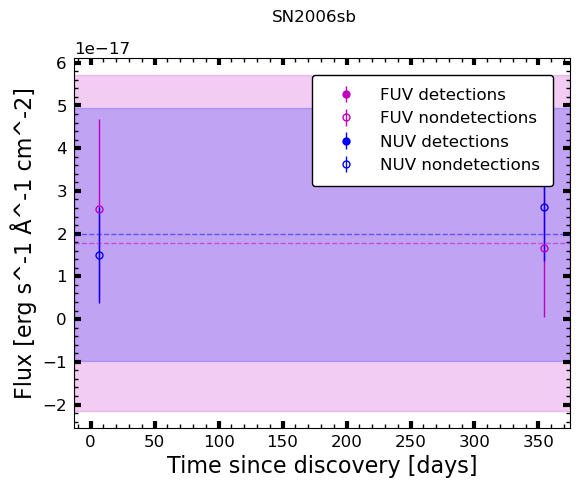 SN2006sb
1e−17
6
5
4
3
2
1
0
−1
−2
FUV detections
FUV nondetections
NUV detections
NUV nondetections
0 50 100 150 200 250 300 350
Time since discovery [days]
Flux [erg s^-1 Å^-1 cm^-2]